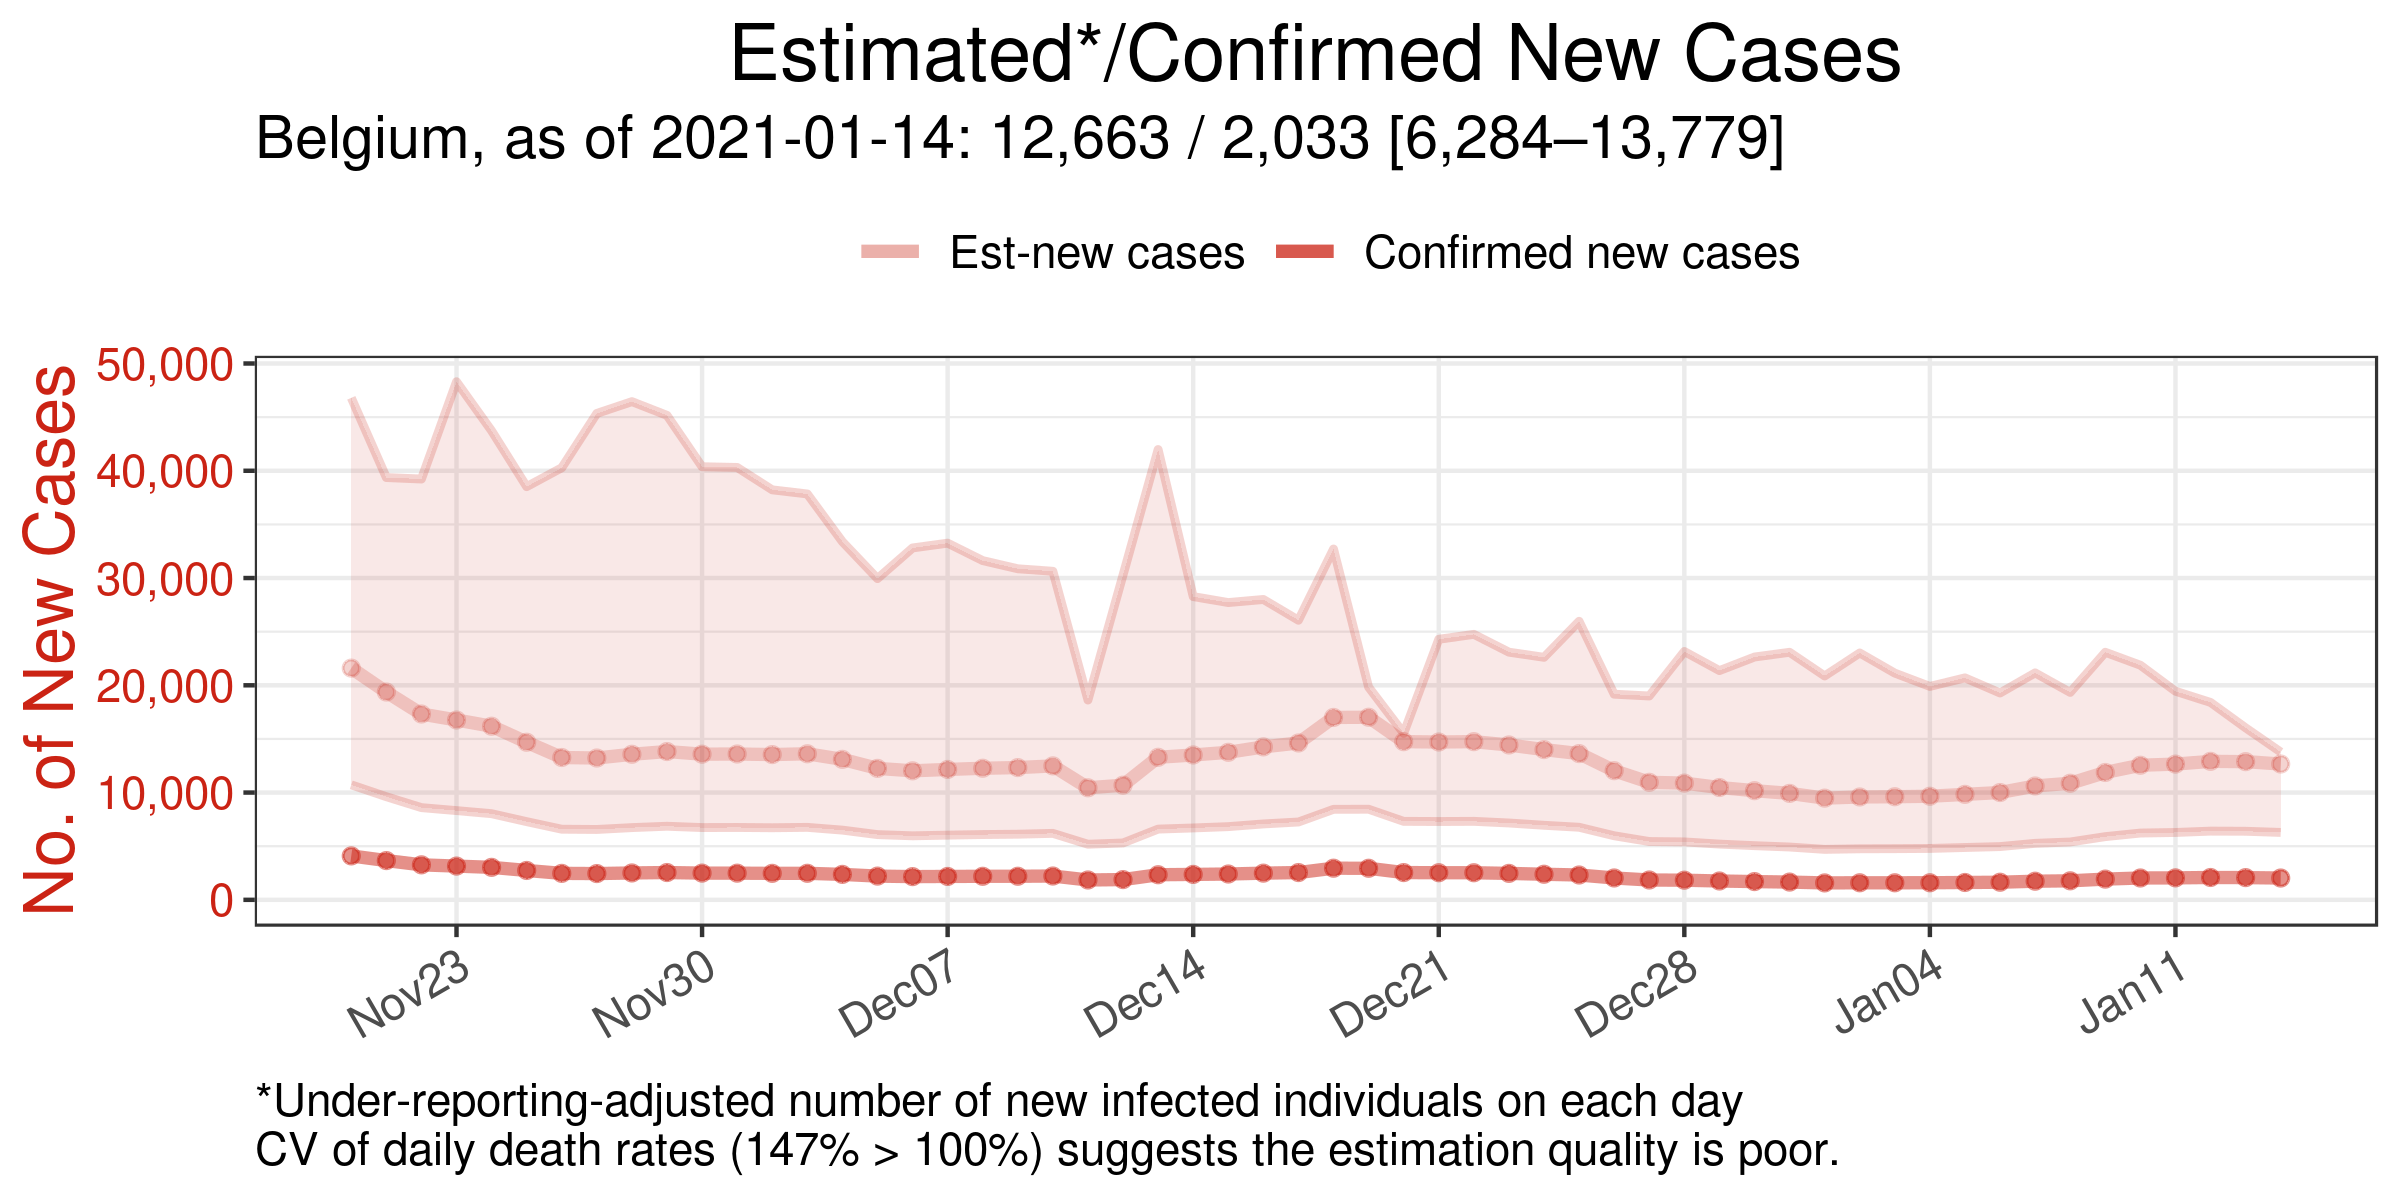 Estimated*/Confirmed New Cases
Belgium, as of 2021-01-14: 12,663 / 2,033 [6,284–13,779]
Est-new cases
Confirmed new cases
No. of New Cases
50,000
40,000
30,000
20,000
10,000
0
Nov23
Nov30
Dec07
Dec14
Dec21
Dec28
Jan04
Jan11
*Under-reporting-adjusted number of new infected individuals on each day
CV of daily death rates (147% > 100%) suggests the estimation quality is poor.